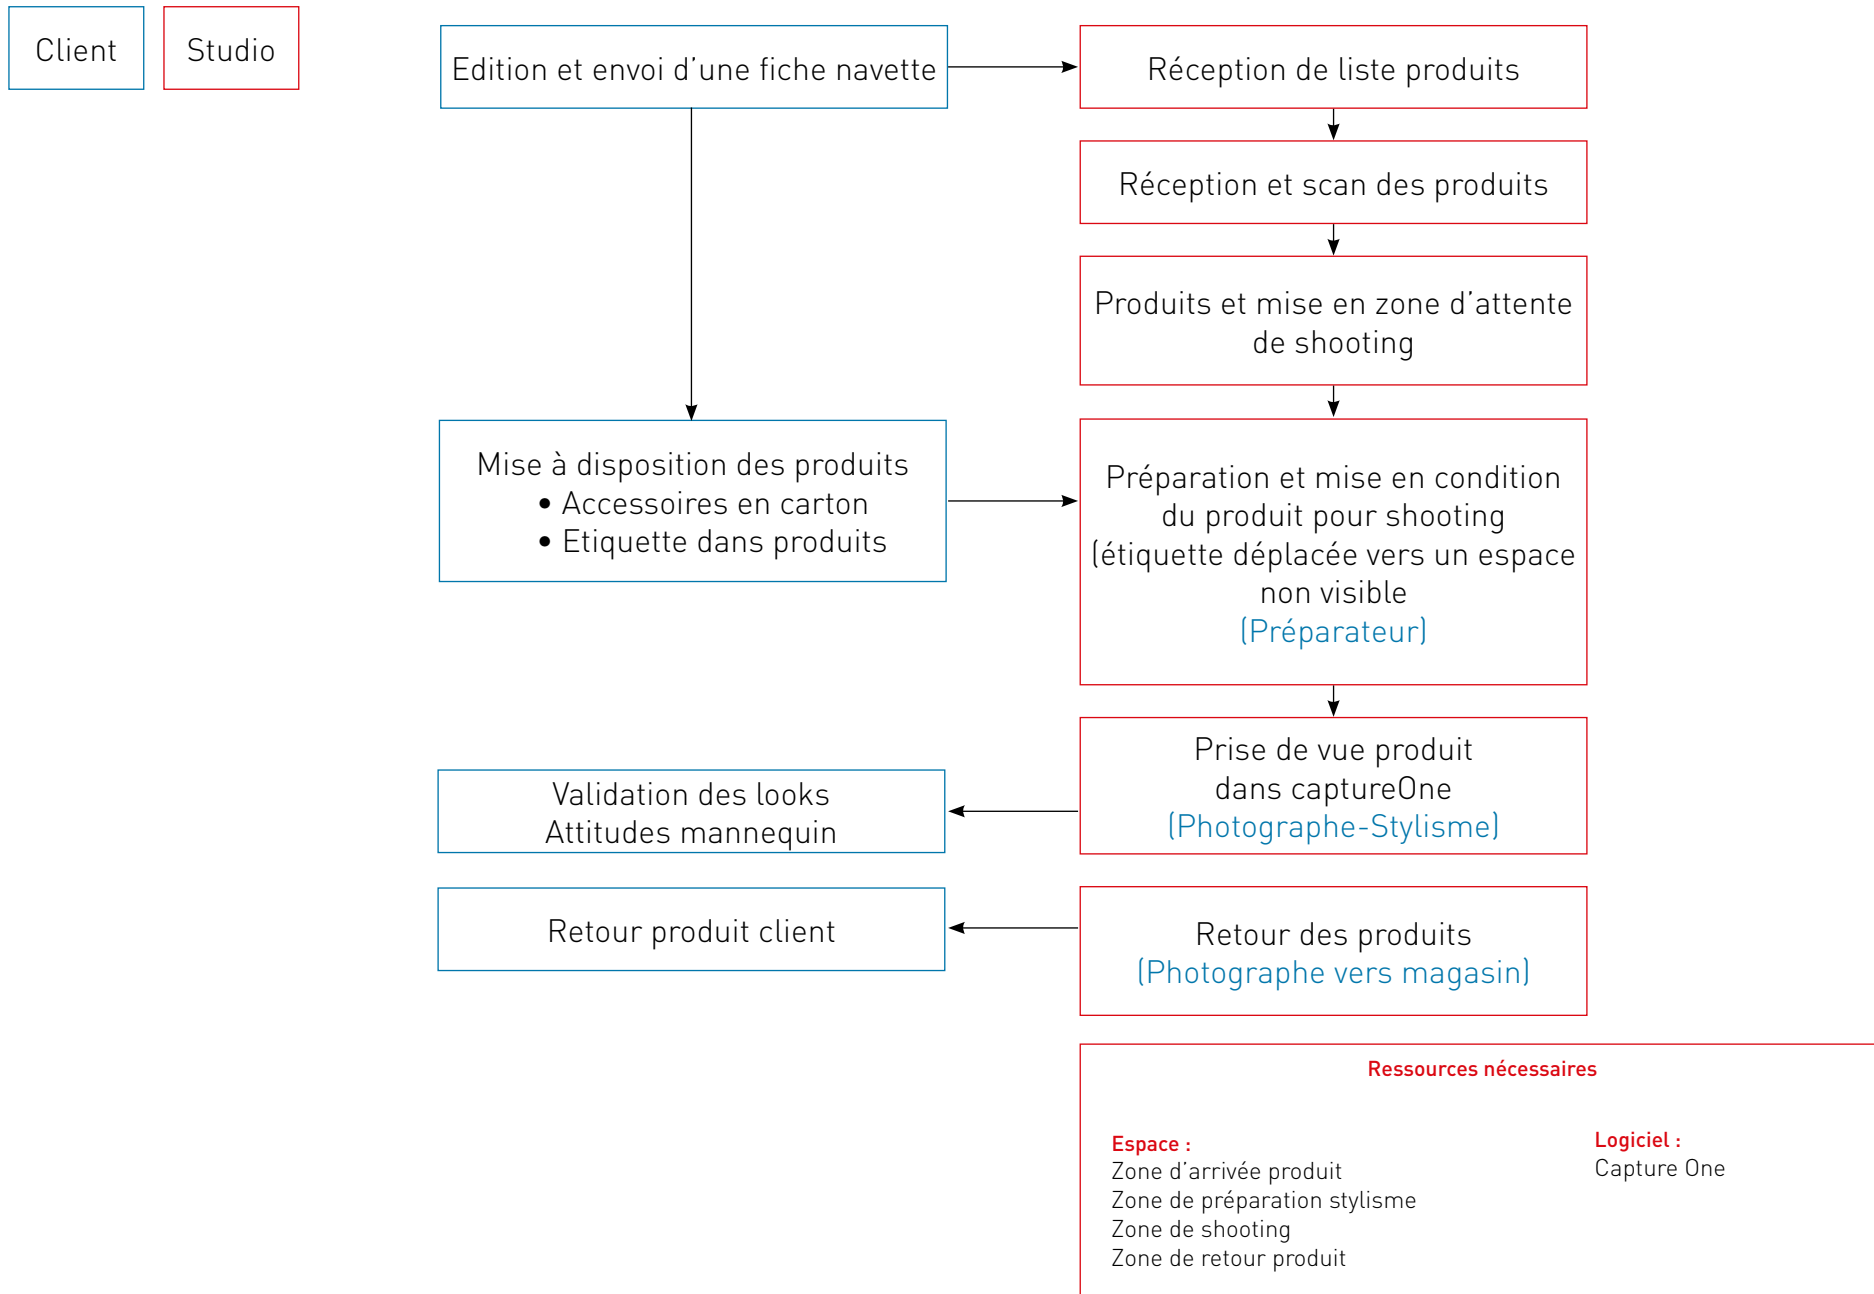 Client
Studio
Edition et envoi d’une fiche navette
Réception de liste produits
Réception et scan des produits
Produits et mise en zone d’attente
de shooting
Mise à disposition des produits
• Accessoires en carton
• Etiquette dans produits
Préparation et mise en condition
du produit pour shooting
(étiquette déplacée vers un espace
non visible
(Préparateur)
Prise de vue produit
dans captureOne
(Photographe-Stylisme)
Validation des looks
Attitudes mannequin
Retour produit client
Retour des produits
(Photographe vers magasin)
Ressources nécessaires
Espace :
Zone d’arrivée produit
Zone de préparation stylisme
Zone de shooting
Zone de retour produit
Logiciel :
Capture One